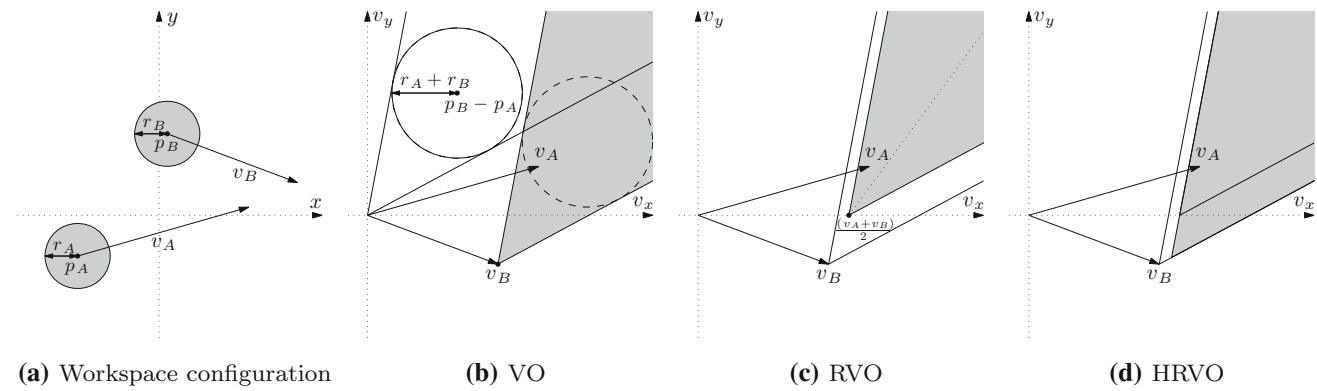 y
r_B
p_B
v_B
x
r_A
p_A
v_A
(a) Workspace configuration
v_y
r_A + r_B
p_B − p_A
v_A
v_x
v_B
(b) VO
v_y
v_A
v_x
(v_A+v_B)
2
v_B
(c) RVO
v_y
v_A
v_x
v_B
(d) HRVO